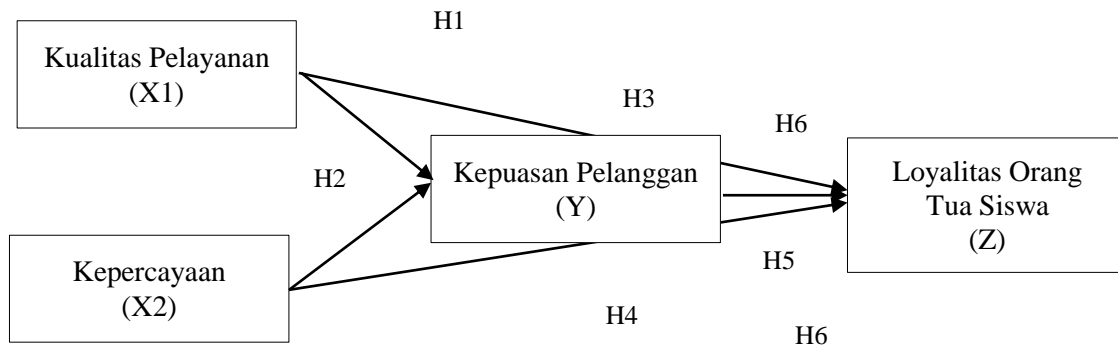 H1
Kualitas Pelayanan
(X1)
H3
H6
H2
Kepuasan Pelanggan
(Y)
Loyalitas Orang
Tua Siswa
(Z)
Kepercayaan
(X2)
H5
H4
H6